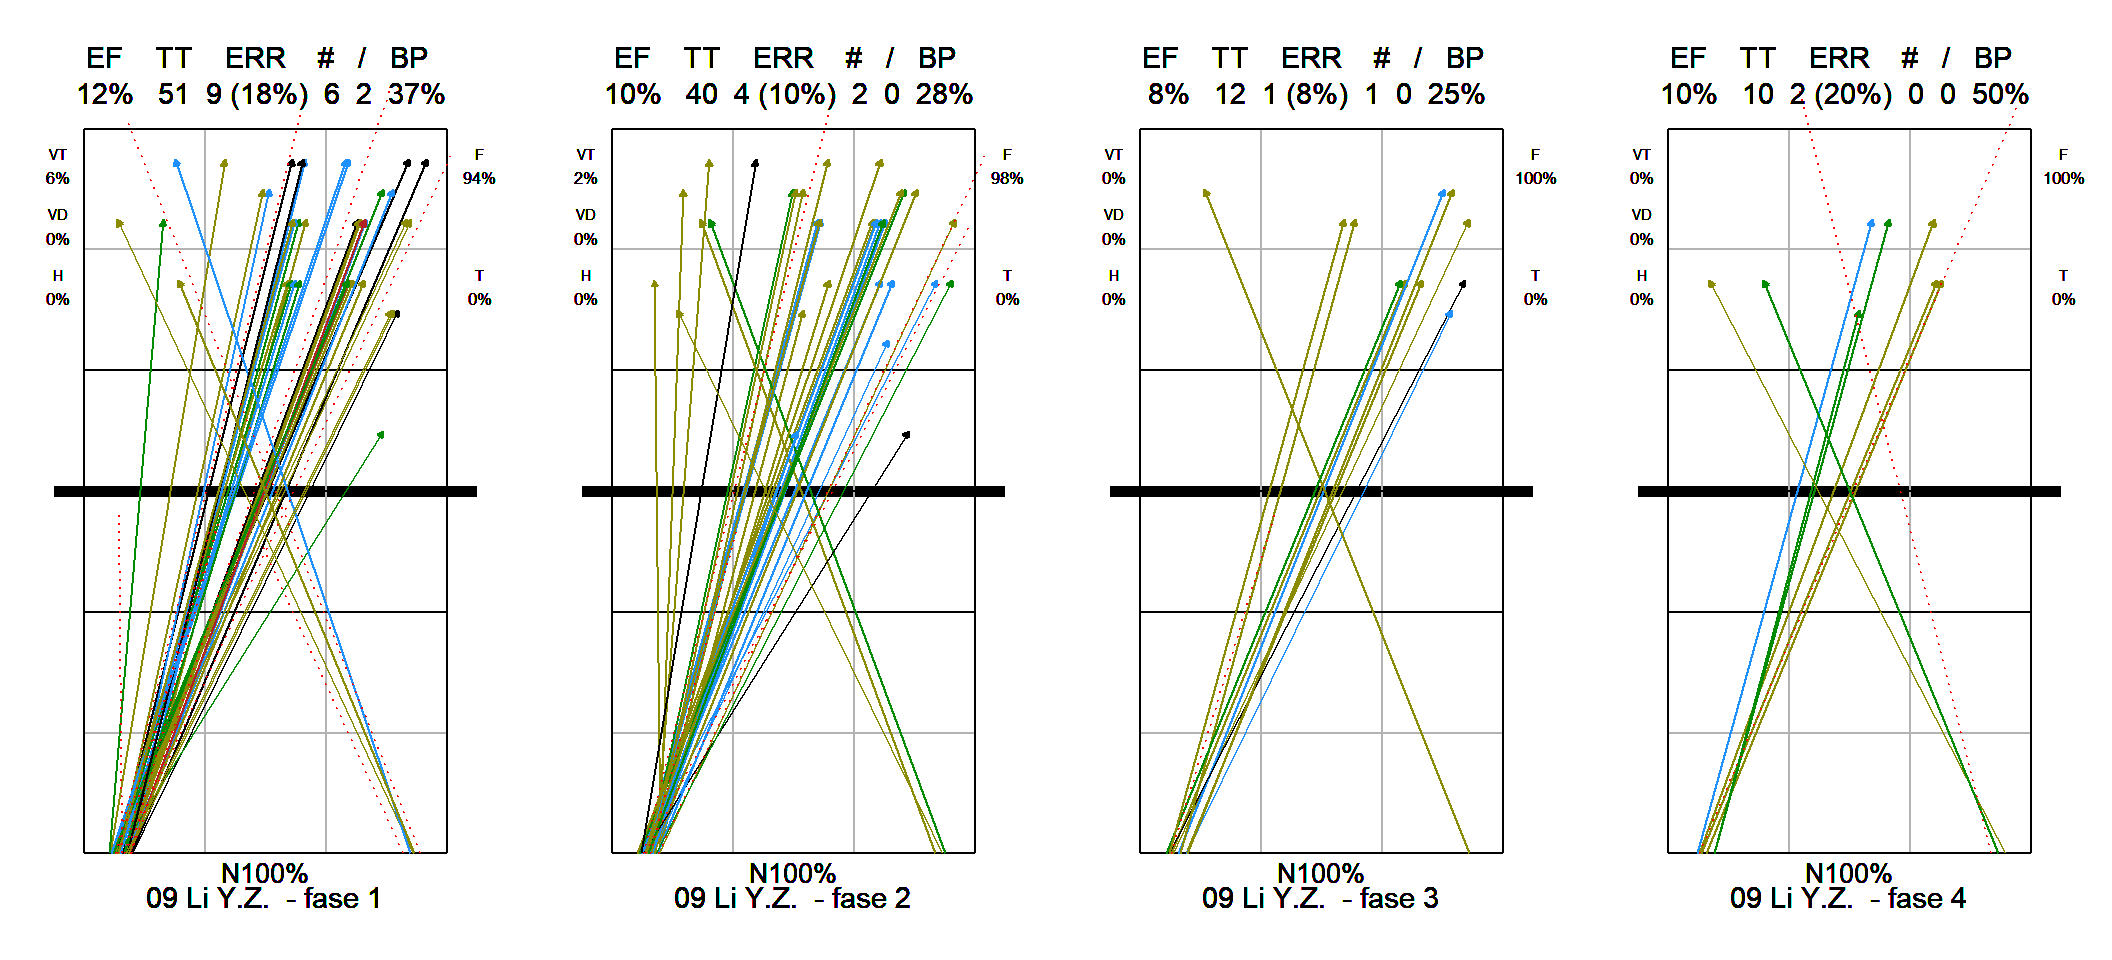 EF TT ERR # / BP
12% 51 9 (18%) 6 2 37%
VT
6%
VD
0%
H
0%
F
94%
T
0%
N100%
09 Li Y.Z. - fase 1
EF TT ERR # / BP
10% 40 4 (10%) 2 0 28%
VT
2%
VD
0%
H
0%
F
98%
T
0%
N100%
09 Li Y.Z. - fase 2
EF TT ERR # / BP
8% 12 1 (8%) 1 0 25%
VT
0%
VD
0%
H
0%
F
100%
T
0%
N100%
09 Li Y.Z. - fase 3
EF TT ERR # / BP
10% 10 2 (20%) 0 0 50%
VT
0%
VD
0%
H
0%
F
100%
T
0%
N100%
09 Li Y.Z. - fase 4